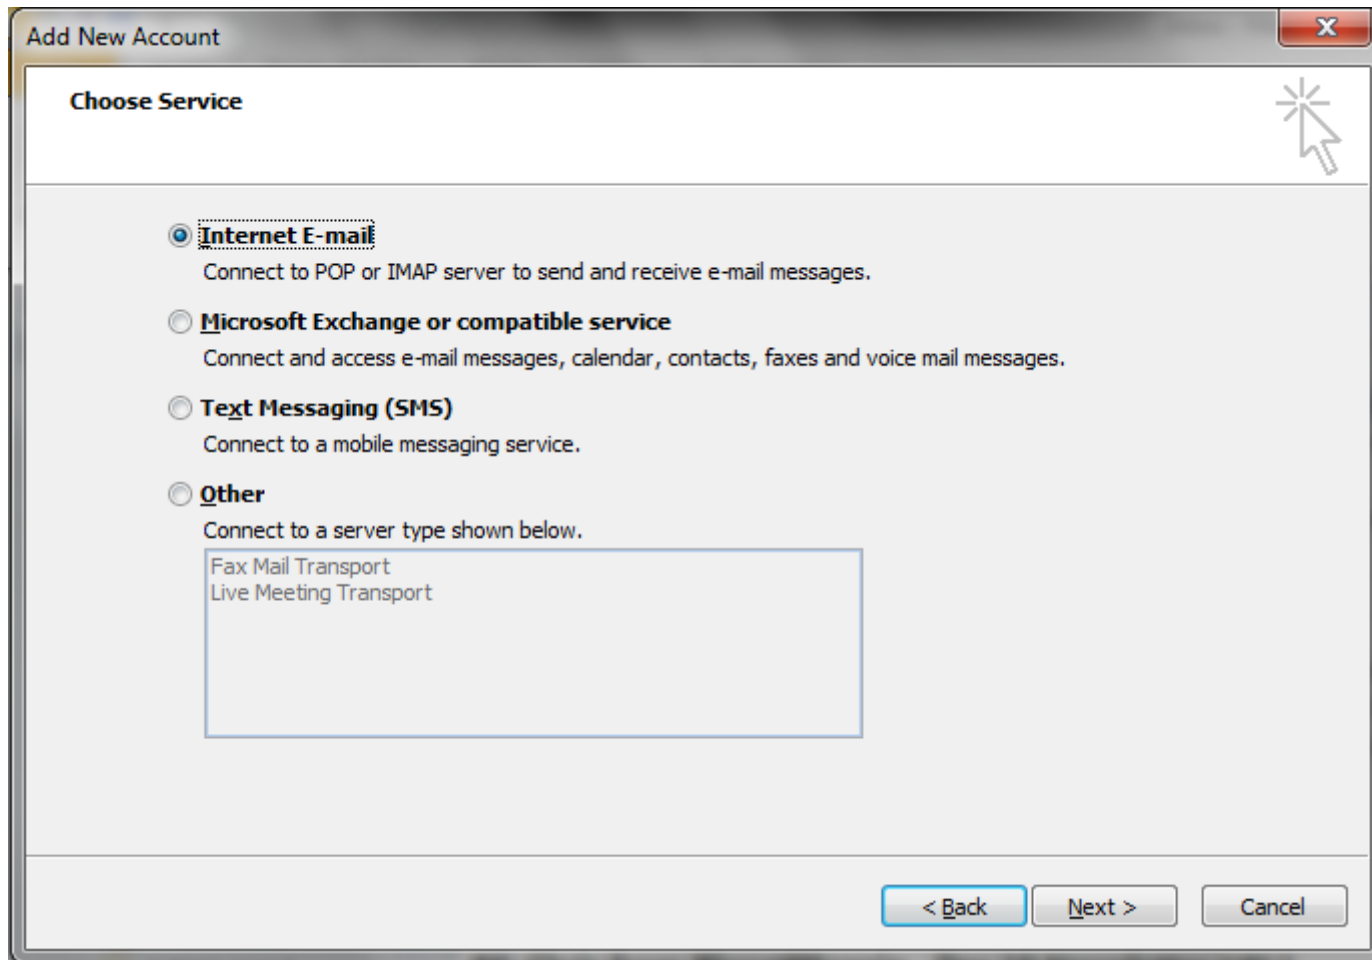 Add New Account
Choose Service
Internet E-mail
Connect to POP or IMAP server to send and receive e-mail messages.
Microsoft Exchange or compatible service
Connect and access e-mail messages, calendar, contacts, faxes and voice mail messages.
Text Messaging (SMS)
Connect to a mobile messaging service.
Other
Connect to a server type shown below.
Fax Mail Transport
Live Meeting Transport
< Back Next > Cancel